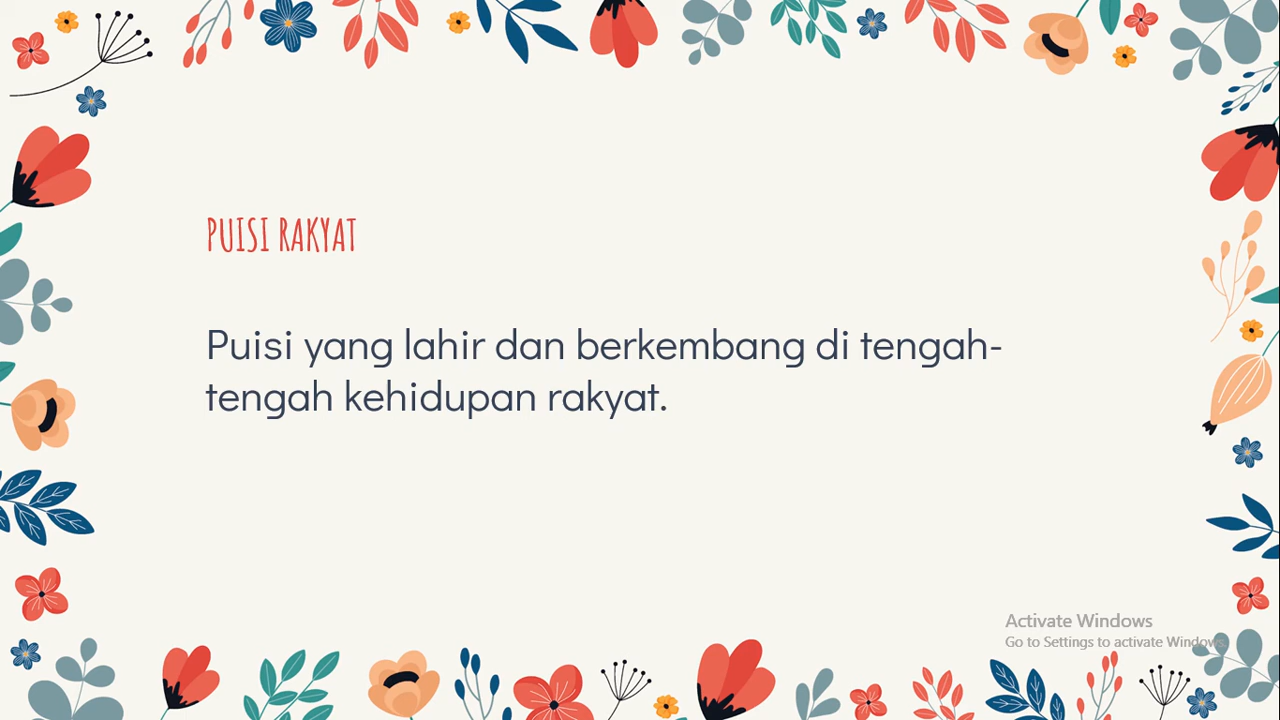 PUISI RAKYAT
Puisi yang lahir dan berkembang di tengah-
tengah kehidupan rakyat.
Activate Windows
Go to Settings to activate Windows.